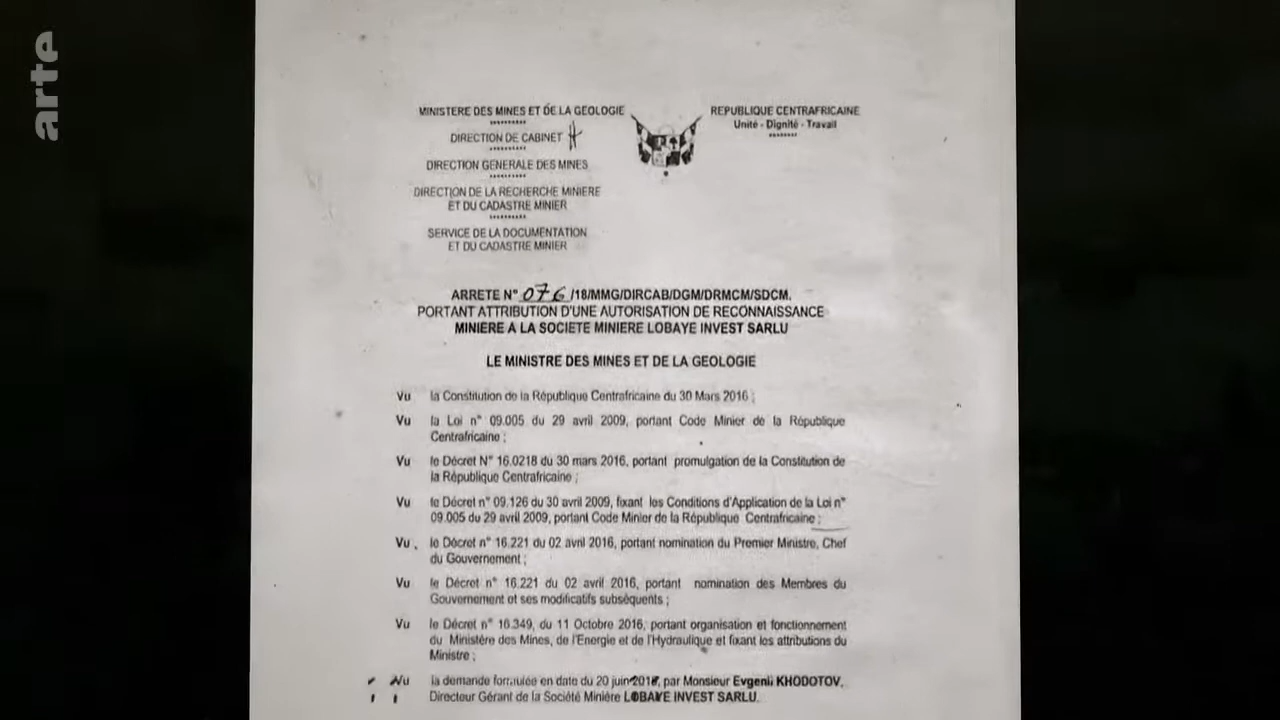 arte
MINISTERE DES MINES ET DE LA GEOLOGIE
**********
DIRECTION DE CABINET
**********
DIRECTION GENERALE DES MINES
**********
DIRECTION DE LA RECHERCHE MINIERE
ET DU CADASTRE MINIER
**********
SERVICE DE LA DOCUMENTATION
ET DU CADASTRE MINIER
REPUBLIQUE CENTRAFRICAINE
Unité - Dignité - Travail
********
ARRETE N° 076 /18/MMG/DIRCAB/DGM/DRMCM/SDCM.
PORTANT ATTRIBUTION D'UNE AUTORISATION DE RECONNAISSANCE
MINIERE A LA SOCIETE MINIERE LOBAYE INVEST SARLU
LE MINISTRE DES MINES ET DE LA GEOLOGIE
Vu la Constitution de la République Centrafricaine du 30 Mars 2016 ;
Vu la Loi n° 09.005 du 29 avril 2009, portant Code Minier de la République
Centrafricaine ;
Vu le Décret N° 16.0218 du 30 mars 2016, portant promulgation de la Constitution de
la République Centrafricaine ;
Vu le Décret n° 09.126 du 30 avril 2009, fixant les Conditions d'Application de la Loi n°
09.005 du 29 avril 2009, portant Code Minier de la République Centrafricaine ;
Vu le Décret n° 16.221 du 02 avril 2016, portant nomination du Premier Ministre, Chef
du Gouvernement ;
Vu le Décret n° 16.221 du 02 avril 2016, portant nomination des Membres du
Gouvernement et ses modificatifs subséquents ;
Vu le Décret n° 16.349, du 11 Octobre 2016, portant organisation et fonctionnement
du Ministère des Mines, de l'Energie et de l'Hydraulique et fixant les attributions du
Ministre ;
Vu la demande formulée en date du 20 juin 2018, par Monsieur Evgenii KHODOTOV,
Directeur Gérant de la Société Minière LOBAYE INVEST SARLU.